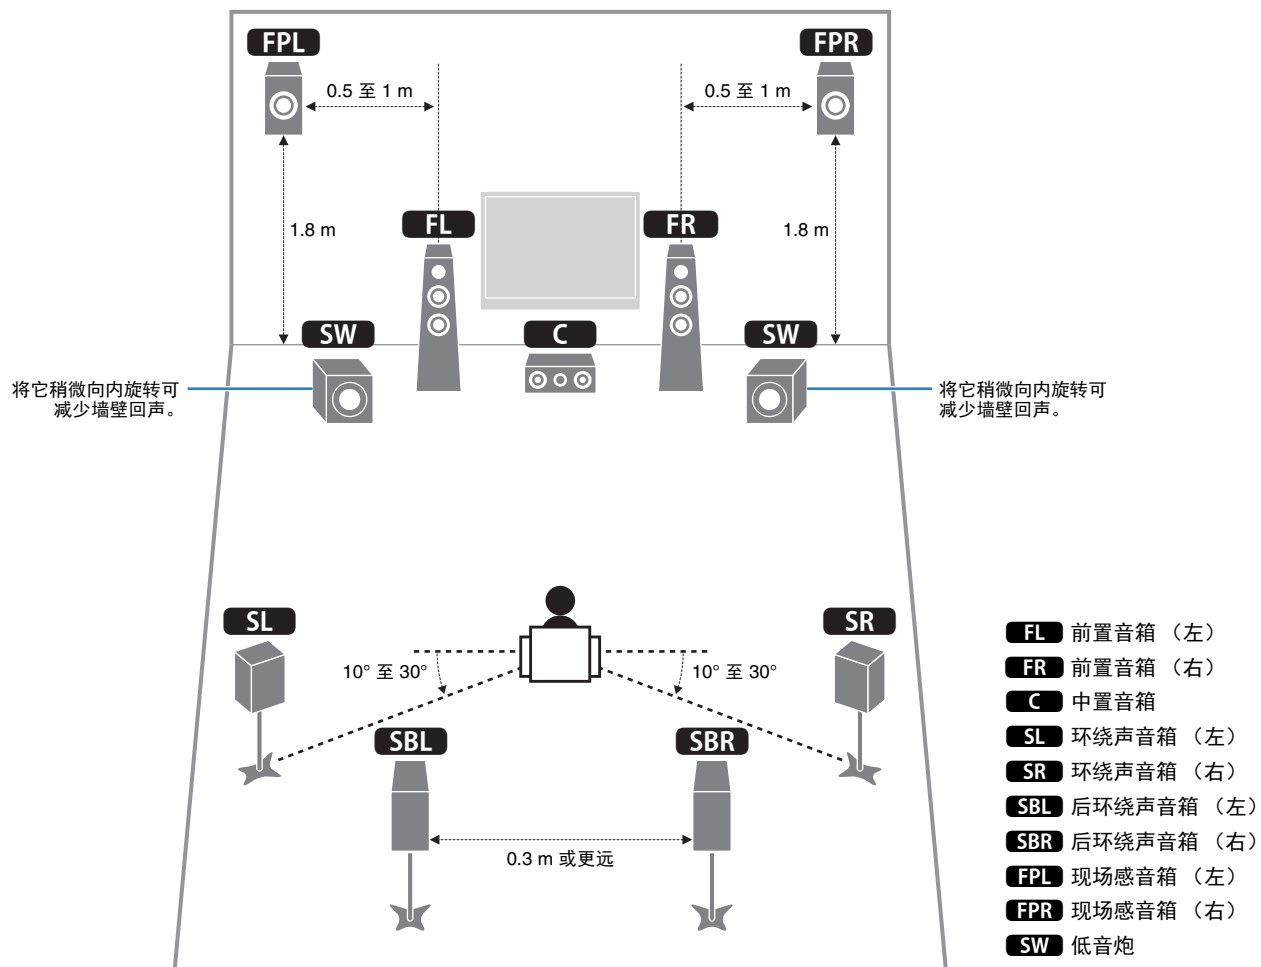 FPL
FPR
0.5 至 1 m
0.5 至 1 m
FL
FR
1.8 m
1.8 m
SW
C
SW
将它稍微向内旋转可
减少墙壁回声。
将它稍微向内旋转可
减少墙壁回声。
SL
SR
10° 至 30°
10° 至 30°
SBL
SBR
0.3 m 或更远
FL 前置音箱 （左）
FR 前置音箱 （右）
C 中置音箱
SL 环绕声音箱 （左）
SR 环绕声音箱 （右）
SBL 后环绕声音箱 （左）
SBR 后环绕声音箱 （右）
FPL 现场感音箱 （左）
FPR 现场感音箱 （右）
SW 低音炮